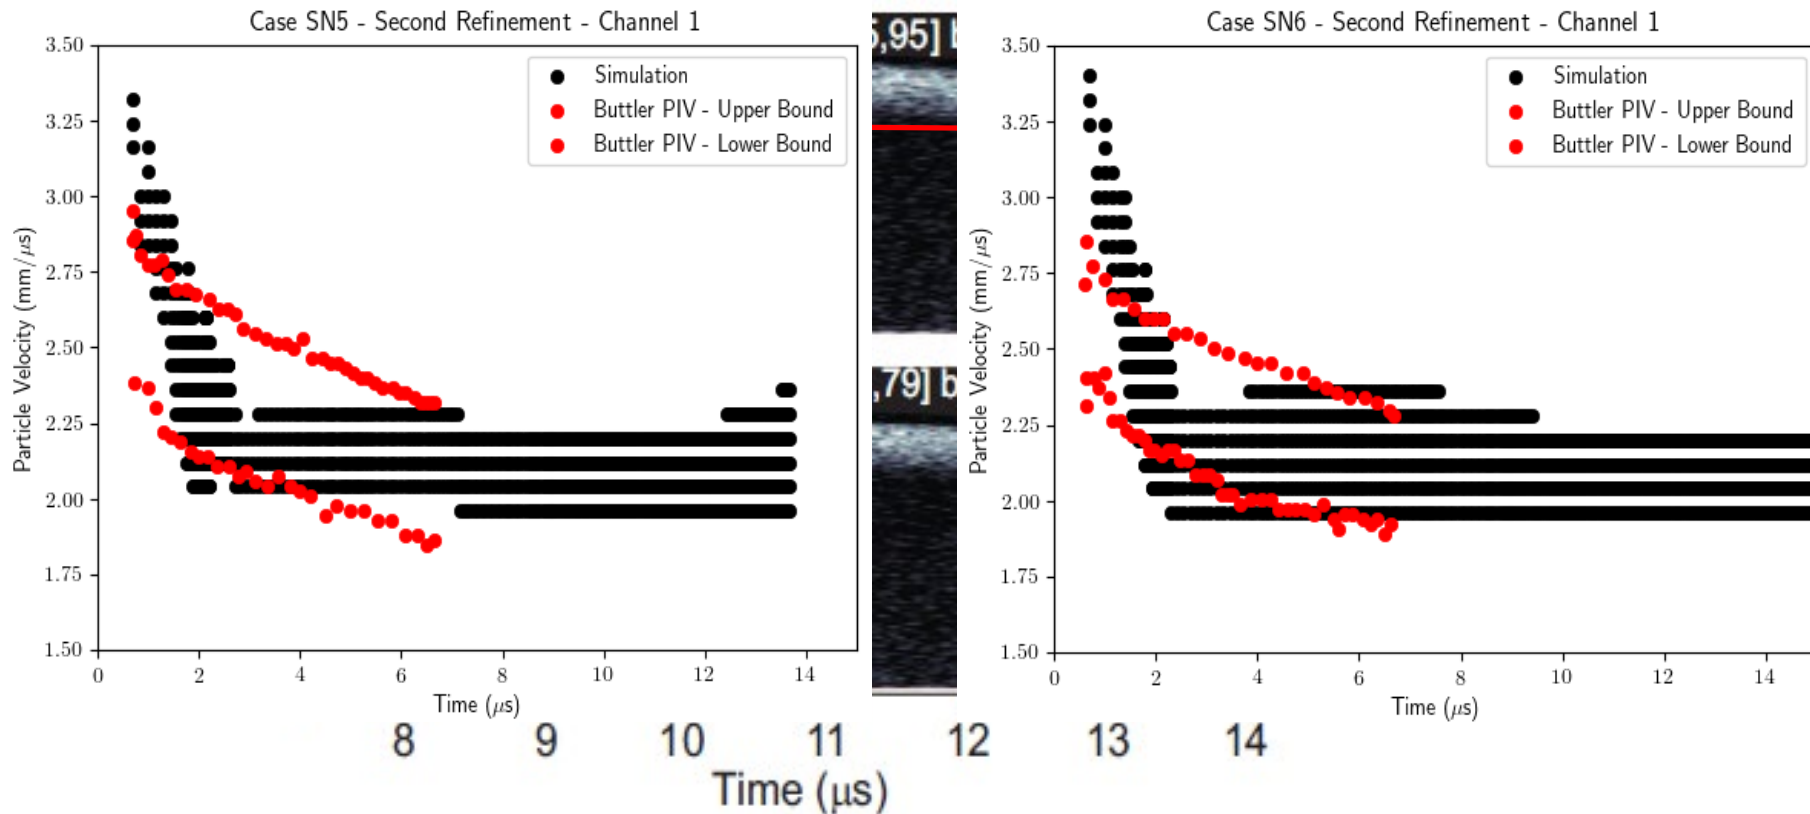 Case SN5 - Second Refinement - Channel 1
3.50
3.25
3.00
2.75
2.50
2.25
2.00
1.75
1.50
Particle Velocity (mm/μs)
Simulation
Buttler PIV - Upper Bound
Buttler PIV - Lower Bound
0 2 4 6 8 10 12 14
Time (μs)
5,95] b
,79] b
Case SN6 - Second Refinement - Channel 1
3.50
3.25
3.00
2.75
2.50
2.25
2.00
1.75
1.50
Particle Velocity (mm/μs)
Simulation
Buttler PIV - Upper Bound
Buttler PIV - Lower Bound
0 2 4 6 8 10 12 14
Time (μs)
8 9 10 11 12 13 14
Time (μs)